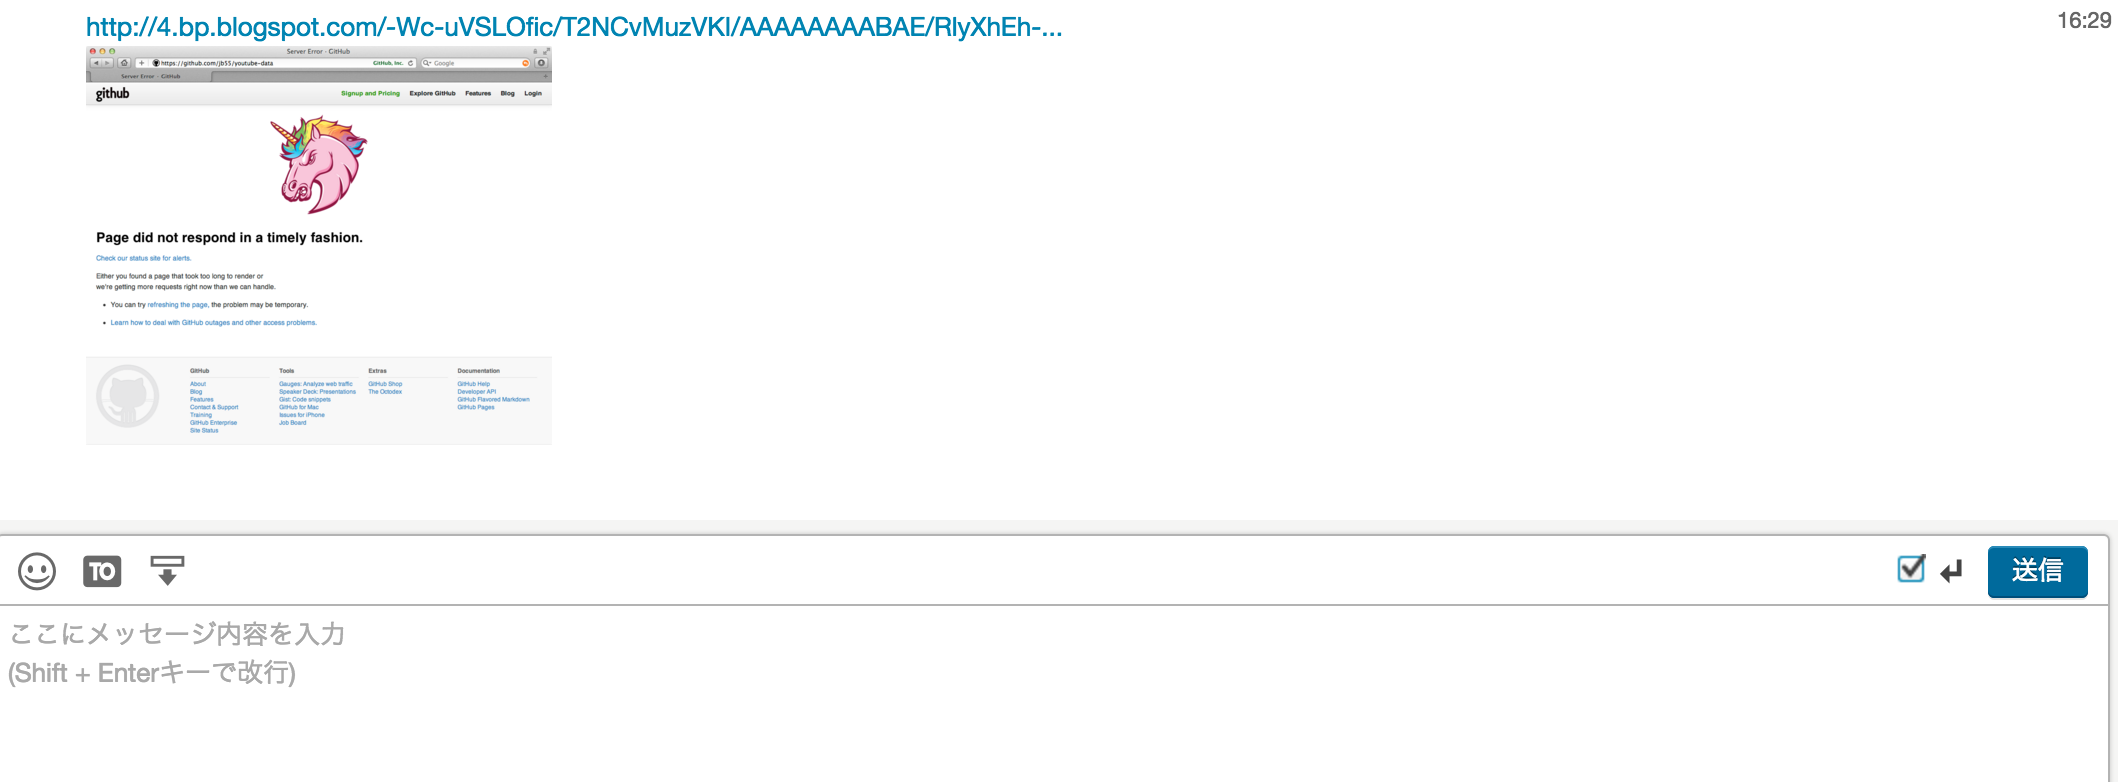 http://4.bp.blogspot.com/-Wc-uVSLOfic/T2NCvMuzVKI/AAAAAAAABAE/RlyXhEh-...
16:29
Server Error - GitHub
https://github.com/jb55/youtube-data
GitHub, Inc.
Google
Server Error - GitHub
github
Signup and Pricing Explore GitHub Features Blog Login
Page did not respond in a timely fashion.
Check our status site for alerts.
Either you found a page that took too long to render or
we're getting more requests right now than we can handle.
• You can try refreshing the page, the problem may be temporary.
• Learn how to deal with GitHub outages and other access problems.
GitHub
About
Blog
Features
Contact & Support
Training
GitHub Enterprise
Site Status
Tools
Gauges: Analyze web traffic
Speaker Deck: Presentations
Gist: Code snippets
GitHub for Mac
Issues for iPhone
Job Board
Extras
GitHub Shop
The Octodex
Documentation
GitHub Help
Developer API
GitHub Flavored Markdown
GitHub Pages
TO
送信
ここにメッセージ内容を入力
(Shift + Enterキーで改行)